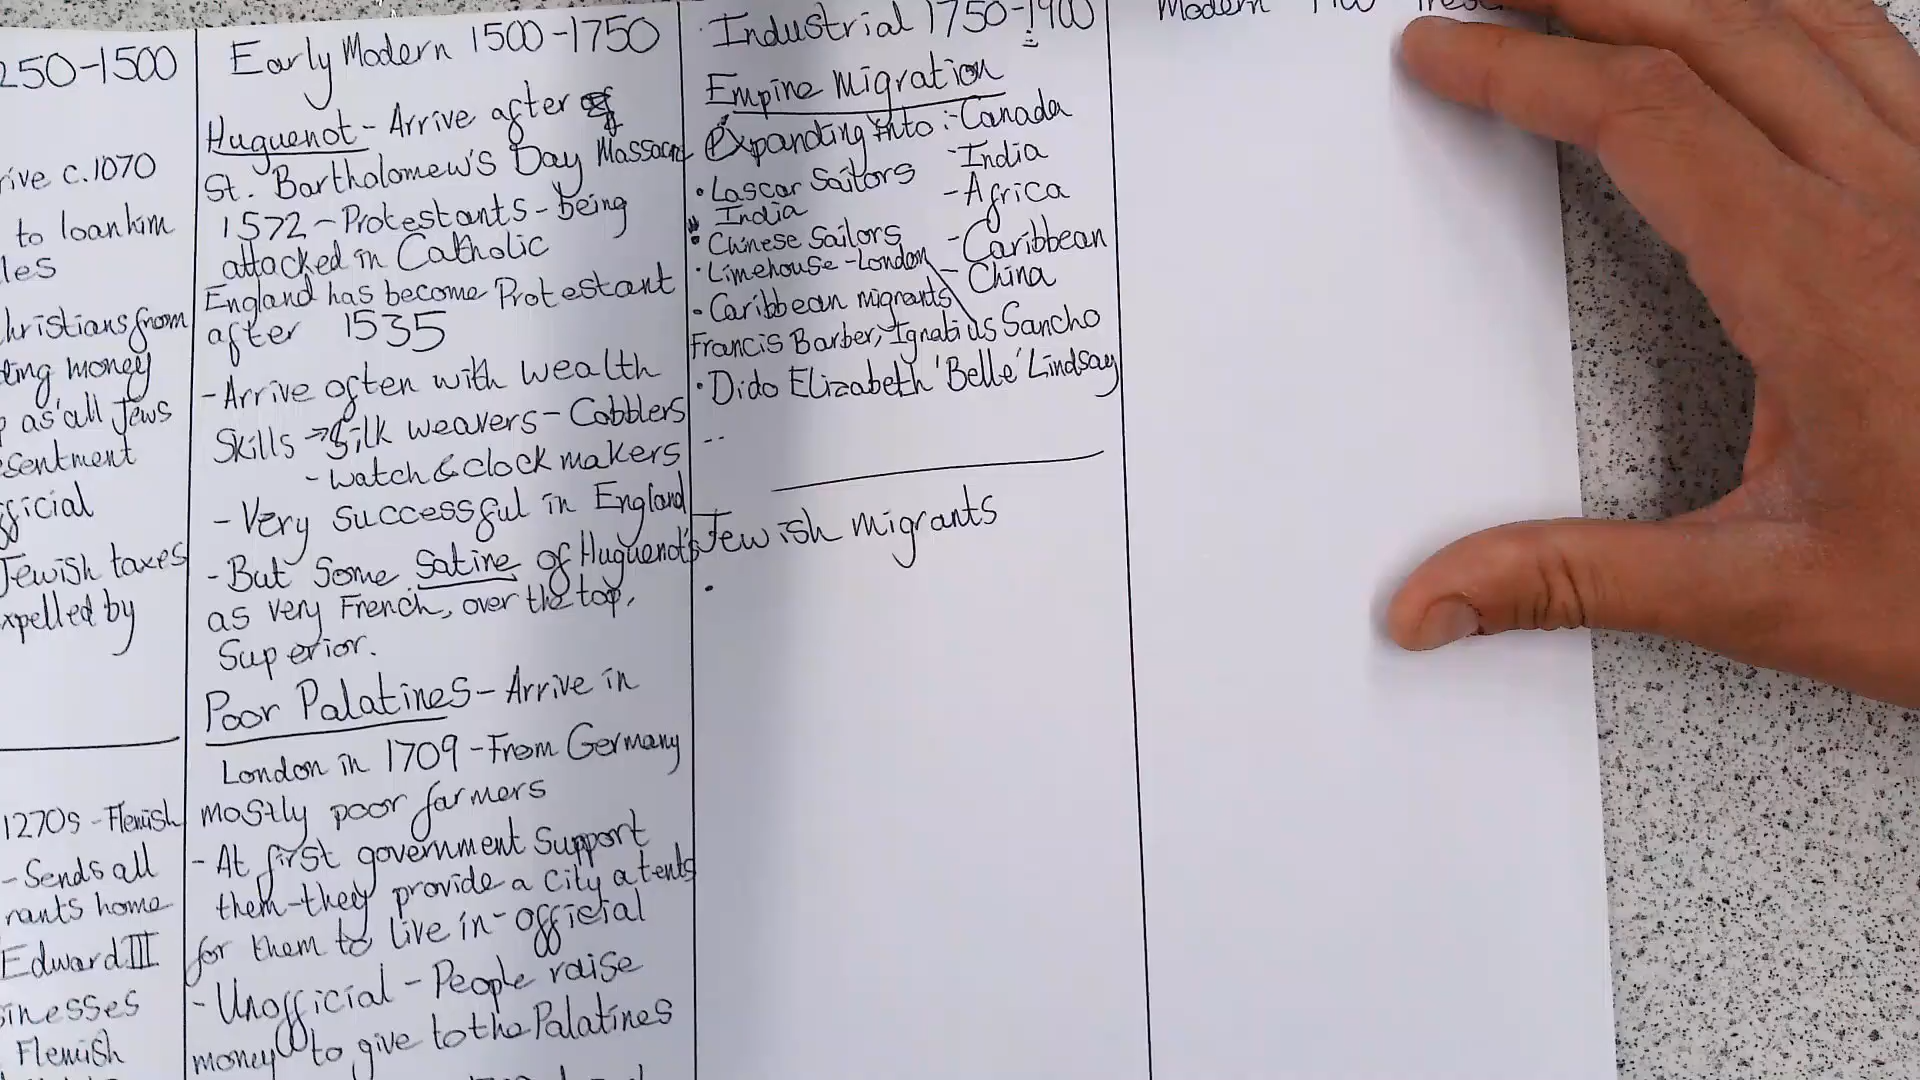 250-1500
rive c.1070
to loan him
les
hristians from
ting money
as all Jews
sentment
ficial
Jewish taxes
xpelled by
1270s - Flemish
- Sends all
rants home
Edward III
sinesses
Flemish
Early Modern 1500-1750
Huguenot - Arrive after
St. Bartholomew's Day Massacre
1572 - Protestants - being
attacked in Catholic
England has become Protestant
after 1535
- Arrive often with wealth
Skills → Silk weavers - Cobblers
- Watch & clock makers
- Very successful in England
- But some Satire of Huguenot's
as very French, over the top,
Superior.
Poor Palatines - Arrive in
London in 1709 - From Germany
mostly poor farmers
- At first government Support
them - they provide a city of tents
for them to live in - official
- Unofficial - People raise
money to give to the Palatines
Industrial 1750-1900
Empire Migration
Expanding into :- Canada
- India
- Africa
- Caribbean
- China
• Lascar Sailors
India
• Chinese Sailors
• Limehouse - London
• Caribbean migrants
Francis Barber, Ignatius Sancho
• Dido Elizabeth 'Belle' Lindsay
Jewish migrants
•
Modern